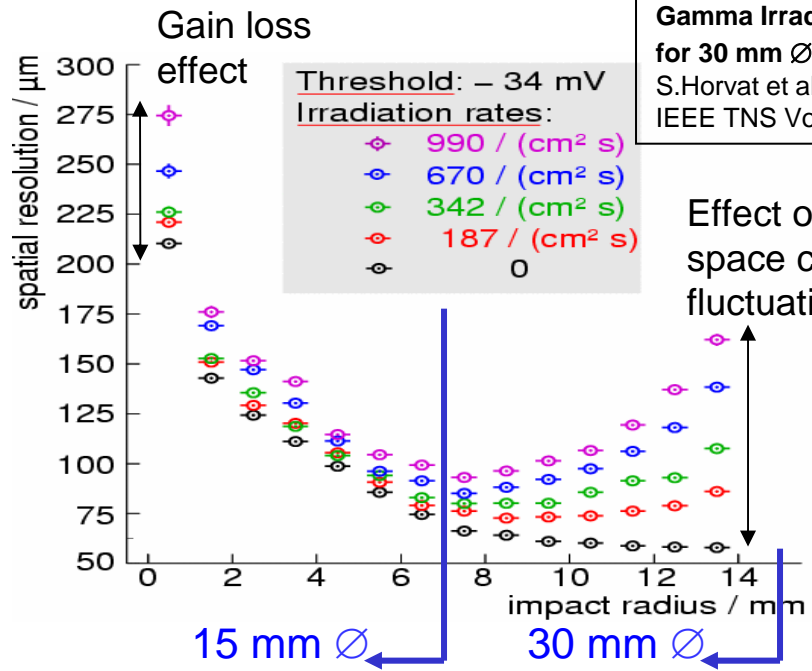 Gain loss
effect
Gamma Irrad
for 30 mm ∅
S.Horvat et al
IEEE TNS Vo
Threshold: – 34 mV
Irradiation rates:
990 / (cm² s)
670 / (cm² s)
342 / (cm² s)
187 / (cm² s)
0
Effect o
space c
fluctuati
spatial resolution / µm
300
275
250
225
200
175
150
125
100
75
50
0 2 4 6 8 10 12 14
impact radius / mm
15 mm ∅
30 mm ∅